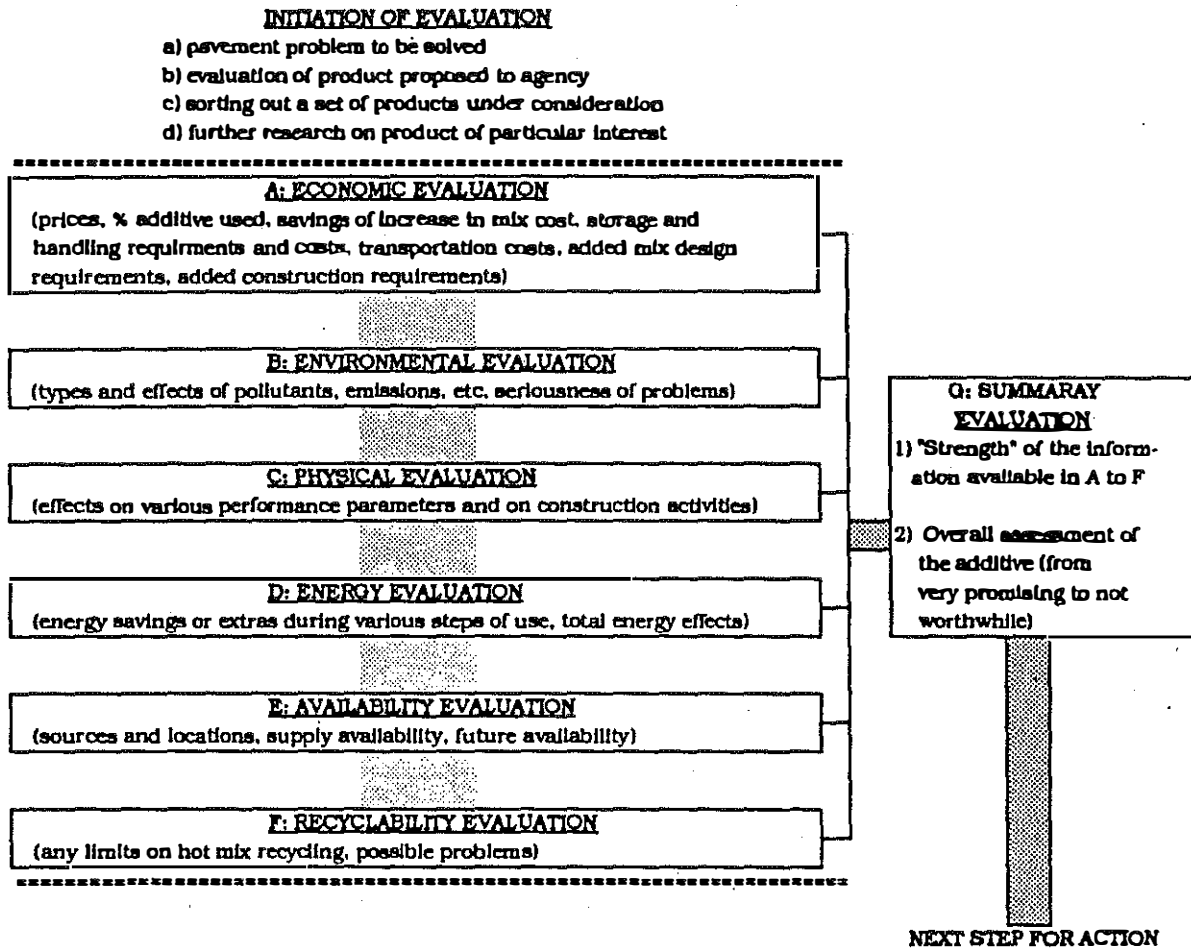 INITIATION OF EVALUATION
a) pavement problem to be solved
b) evaluation of product proposed to agency
c) sorting out a set of products under consideration
d) further research on product of particular interest
A: ECONOMIC EVALUATION
(prices, % additive used, savings of increase in mix cost, storage and
handling requirments and costs, transportation costs, added mix design
requirements, added construction requirements)
B: ENVIRONMENTAL EVALUATION
(types and effects of pollutants, emissions, etc. seriousness of problems)
C: PHYSICAL EVALUATION
(effects on various performance parameters and on construction activities)
D: ENERGY EVALUATION
(energy savings or extras during various steps of use, total energy effects)
E: AVAILABILITY EVALUATION
(sources and locations, supply availability, future availability)
F: RECYCLABILITY EVALUATION
(any limits on hot mix recycling, possible problems)
G: SUMMARAY
EVALUATION
1) "Strength" of the inform-
ation available in A to F
2) Overall assessment of
the additive (from
very promising to not
worthwhile)
NEXT STEP FOR ACTION